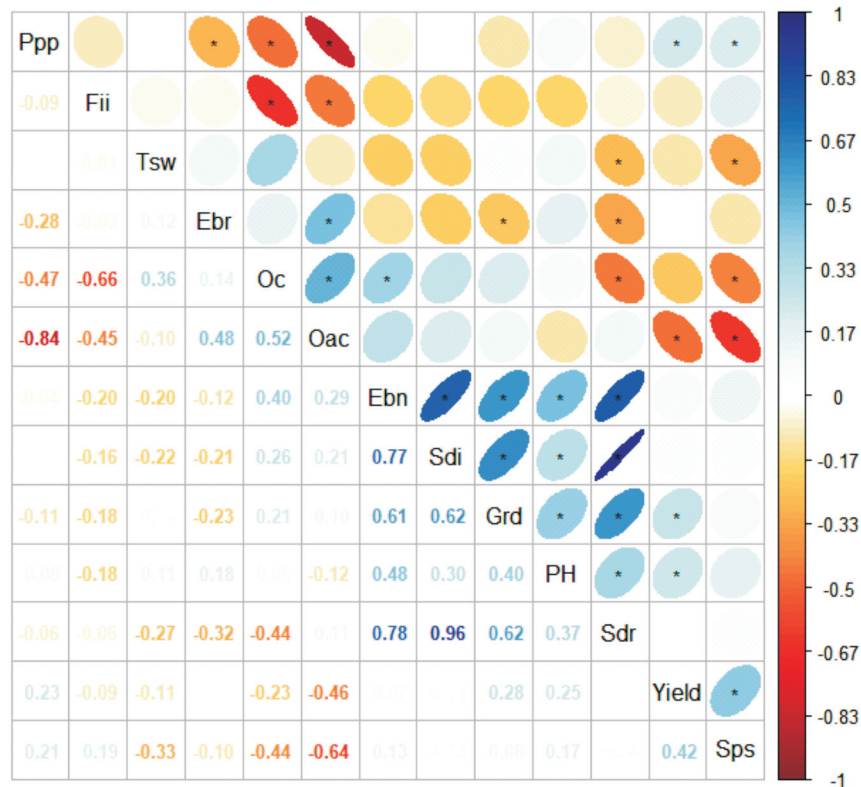 Ppp
-0.09 Fii
Tsw
-0.28 -0.03 0.12 Ebr
-0.47 -0.66 0.36 0.14 Oc
-0.84 -0.45 -0.10 0.48 0.52 Oac
-0.20 -0.20 -0.12 0.40 0.29 Ebn
-0.16 -0.22 -0.21 0.26 0.21 0.77 Sdi
-0.11 -0.18 -0.23 0.21 0.10 0.61 0.62 Grd
0.09 -0.18 0.11 0.18 -0.12 0.48 0.30 0.40 PH
-0.06 -0.06 -0.27 -0.32 -0.44 0.11 0.78 0.96 0.62 0.37 Sdr
0.23 -0.09 -0.11 -0.23 -0.46 0.28 0.25 Yield
0.21 0.19 -0.33 -0.10 -0.44 -0.64 0.13 0.17 0.42 Sps
1
0.83
0.67
0.5
0.33
0.17
0
-0.17
-0.33
-0.5
-0.67
-0.83
-1